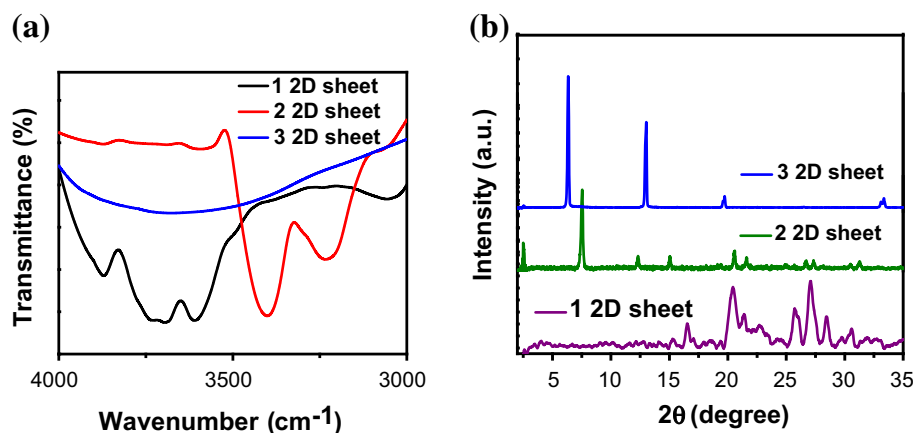 (a)
Transmittance (%)
1 2D sheet
2 2D sheet
3 2D sheet
4000 3500 3000
Wavenumber (cm-1)
(b)
Intensity (a.u.)
3 2D sheet
2 2D sheet
1 2D sheet
5 10 15 20 25 30 35
2θ (degree)